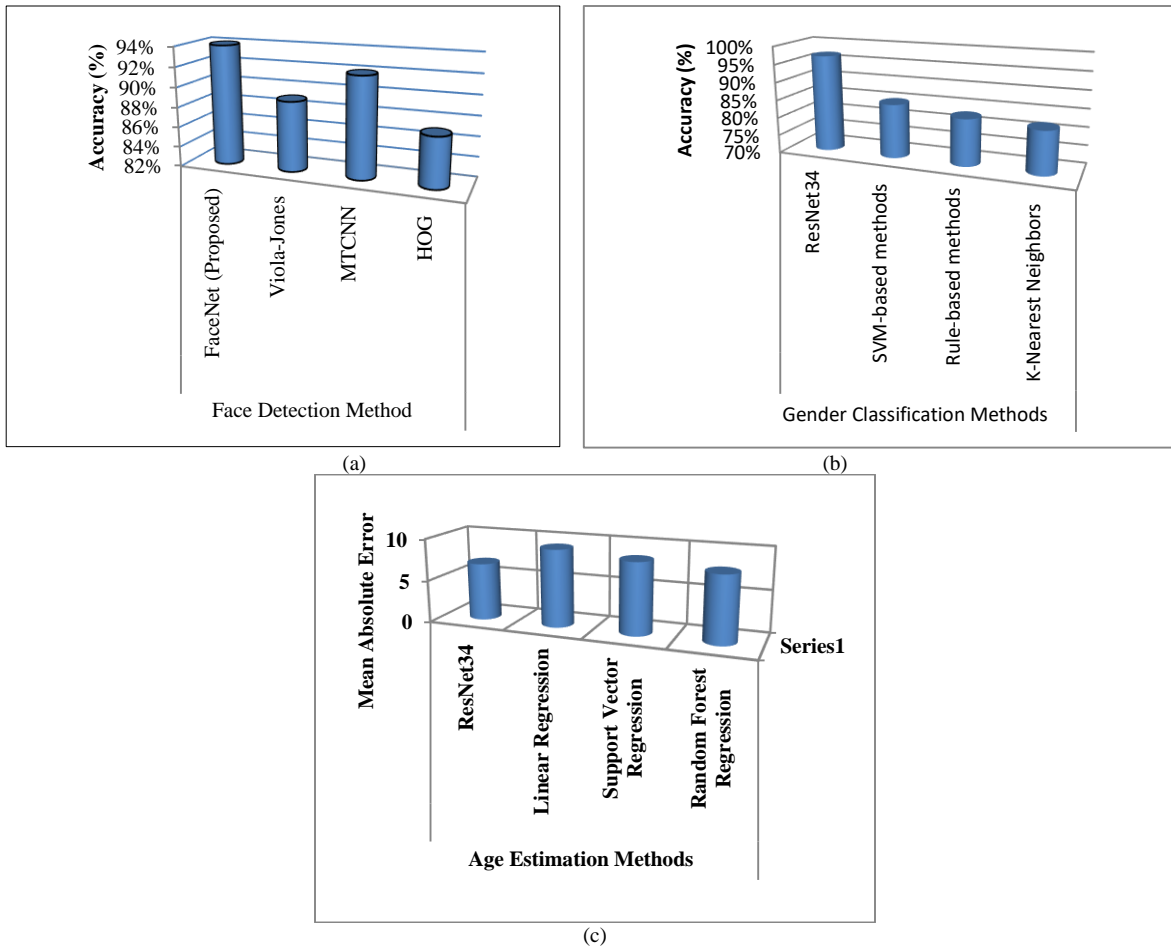 Accuracy (%)
94%
92%
90%
88%
86%
84%
82%
FaceNet (Proposed)
Viola-Jones
MTCNN
HOG
Face Detection Method
(a)
Accuracy (%)
100%
95%
90%
85%
80%
75%
70%
ResNet34
SVM-based methods
Rule-based methods
K-Nearest Neighbors
Gender Classification Methods
(b)
Mean Absolute Error
10
5
0
ResNet34
Linear Regression
Support Vector
Regression
Random Forest
Regression
Series1
Age Estimation Methods
(c)